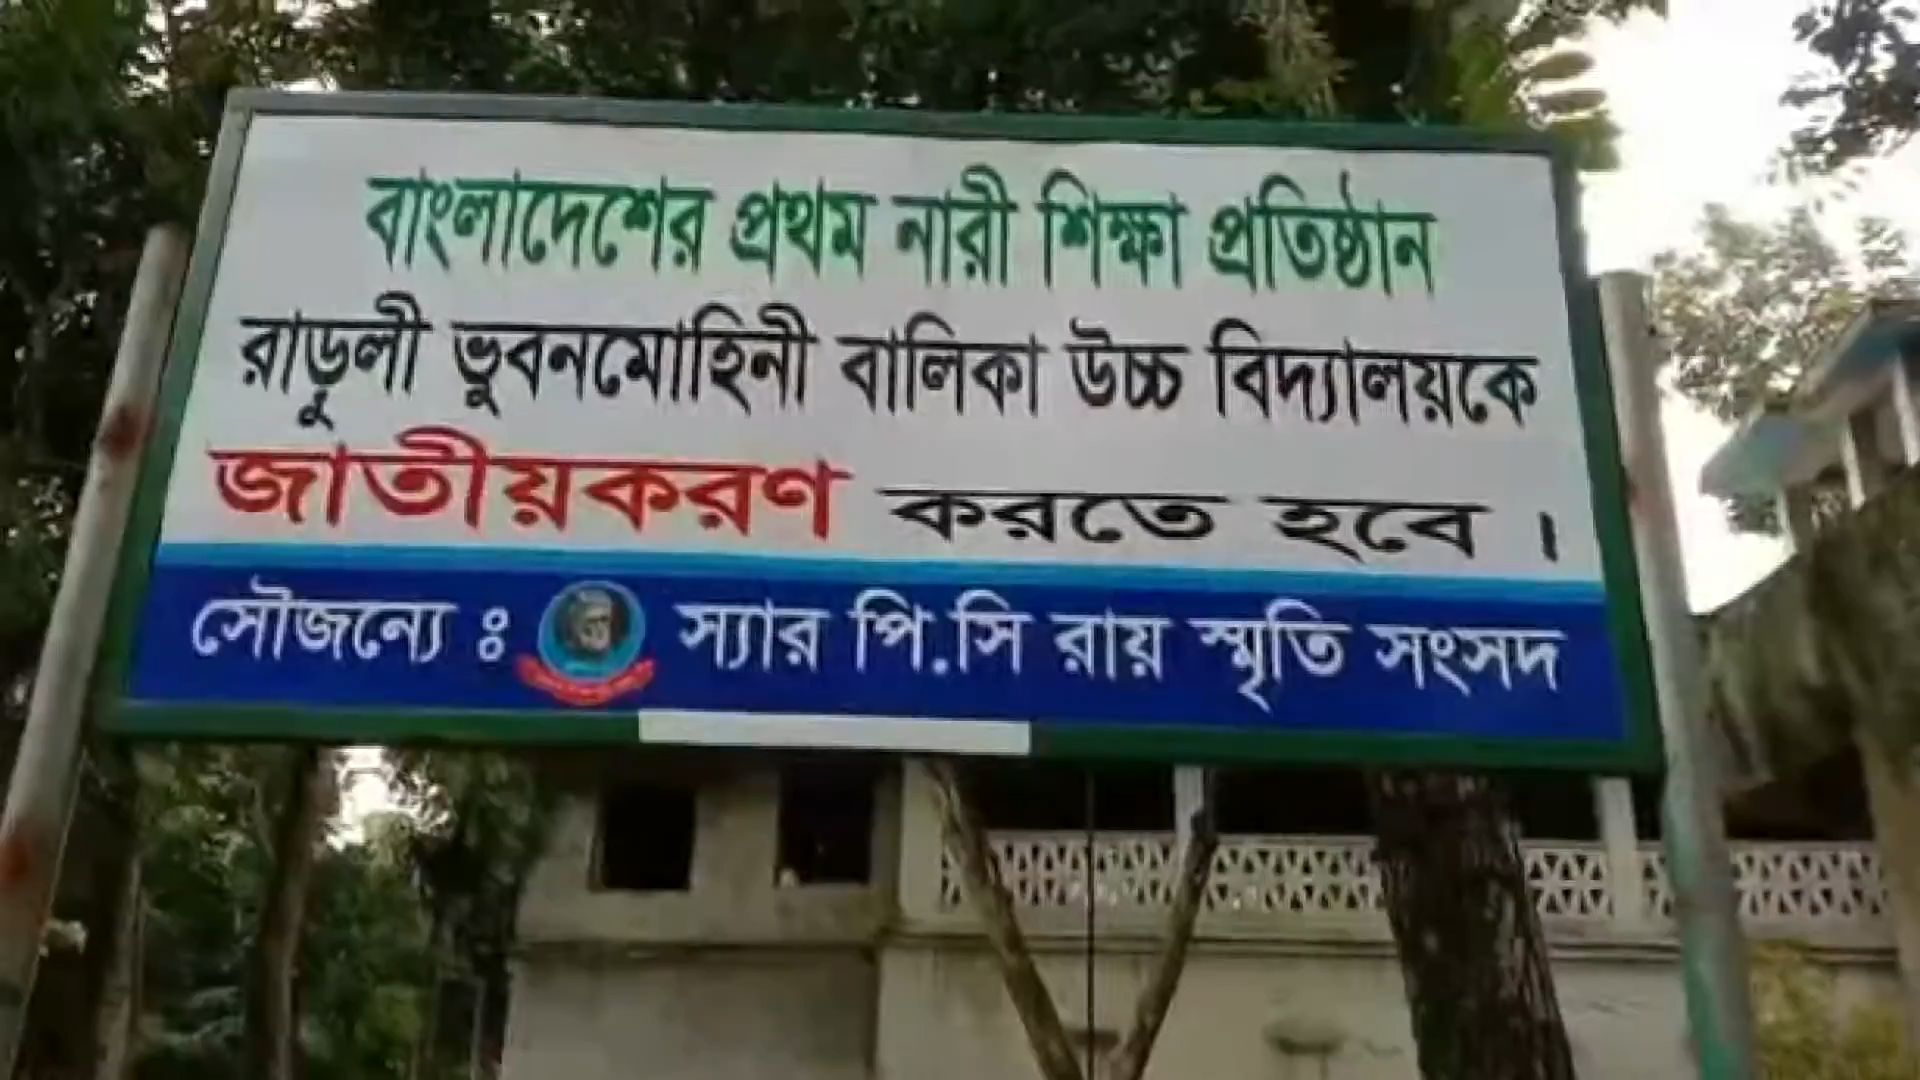 বাংলাদেশের প্রথম নারী শিক্ষা প্রতিষ্ঠান
রাড়ুলী ভুবনমোহিনী বালিকা উচ্চ বিদ্যালয়কে
জাতীয়করণ করতে হবে ।
সৌজন্যে ঃ স্যার পি.সি রায় স্মৃতি সংসদ